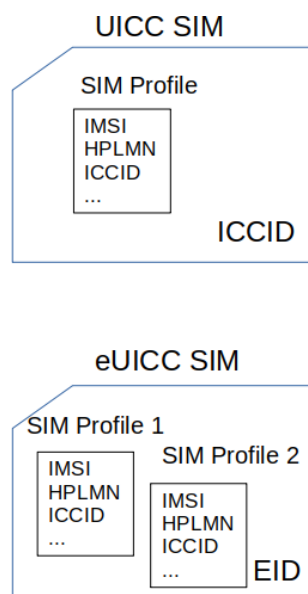 UICC SIM
SIM Profile
IMSI
HPLMN
ICCID
...
ICCID
eUICC SIM
SIM Profile 1
IMSI
HPLMN
ICCID
...
SIM Profile 2
IMSI
HPLMN
ICCID
...
EID